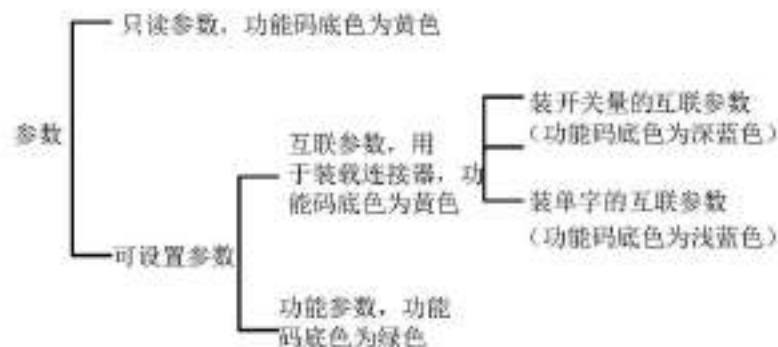 只读参数，功能码底色为黄色
参数
互联参数，用
于装载连接器，功
能码底色为黄色
装开关量的互联参数
（功能码底色为深蓝色）
装单字的互联参数
（功能码底色为浅蓝色）
可设置参数
功能参数，功能
码底色为绿色